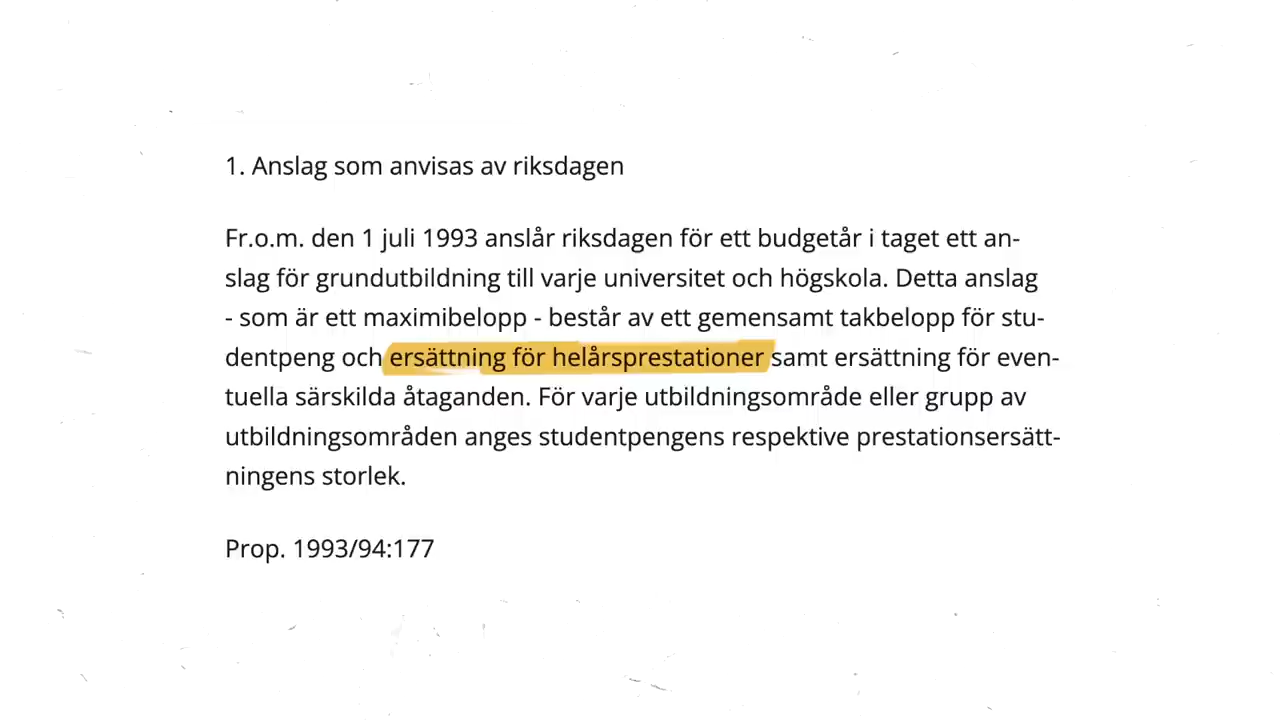 1. Anslag som anvisas av riksdagen
Fr.o.m. den 1 juli 1993 anslår riksdagen för ett budgetår i taget ett an-
slag för grundutbildning till varje universitet och högskola. Detta anslag
- som är ett maximibelopp - består av ett gemensamt takbelopp för stu-
dentpeng och ersättning för helårsprestationer samt ersättning för even-
tuella särskilda åtaganden. För varje utbildningsområde eller grupp av
utbildningsområden anges studentpengens respektive prestationsersätt-
ningens storlek.
Prop. 1993/94:177